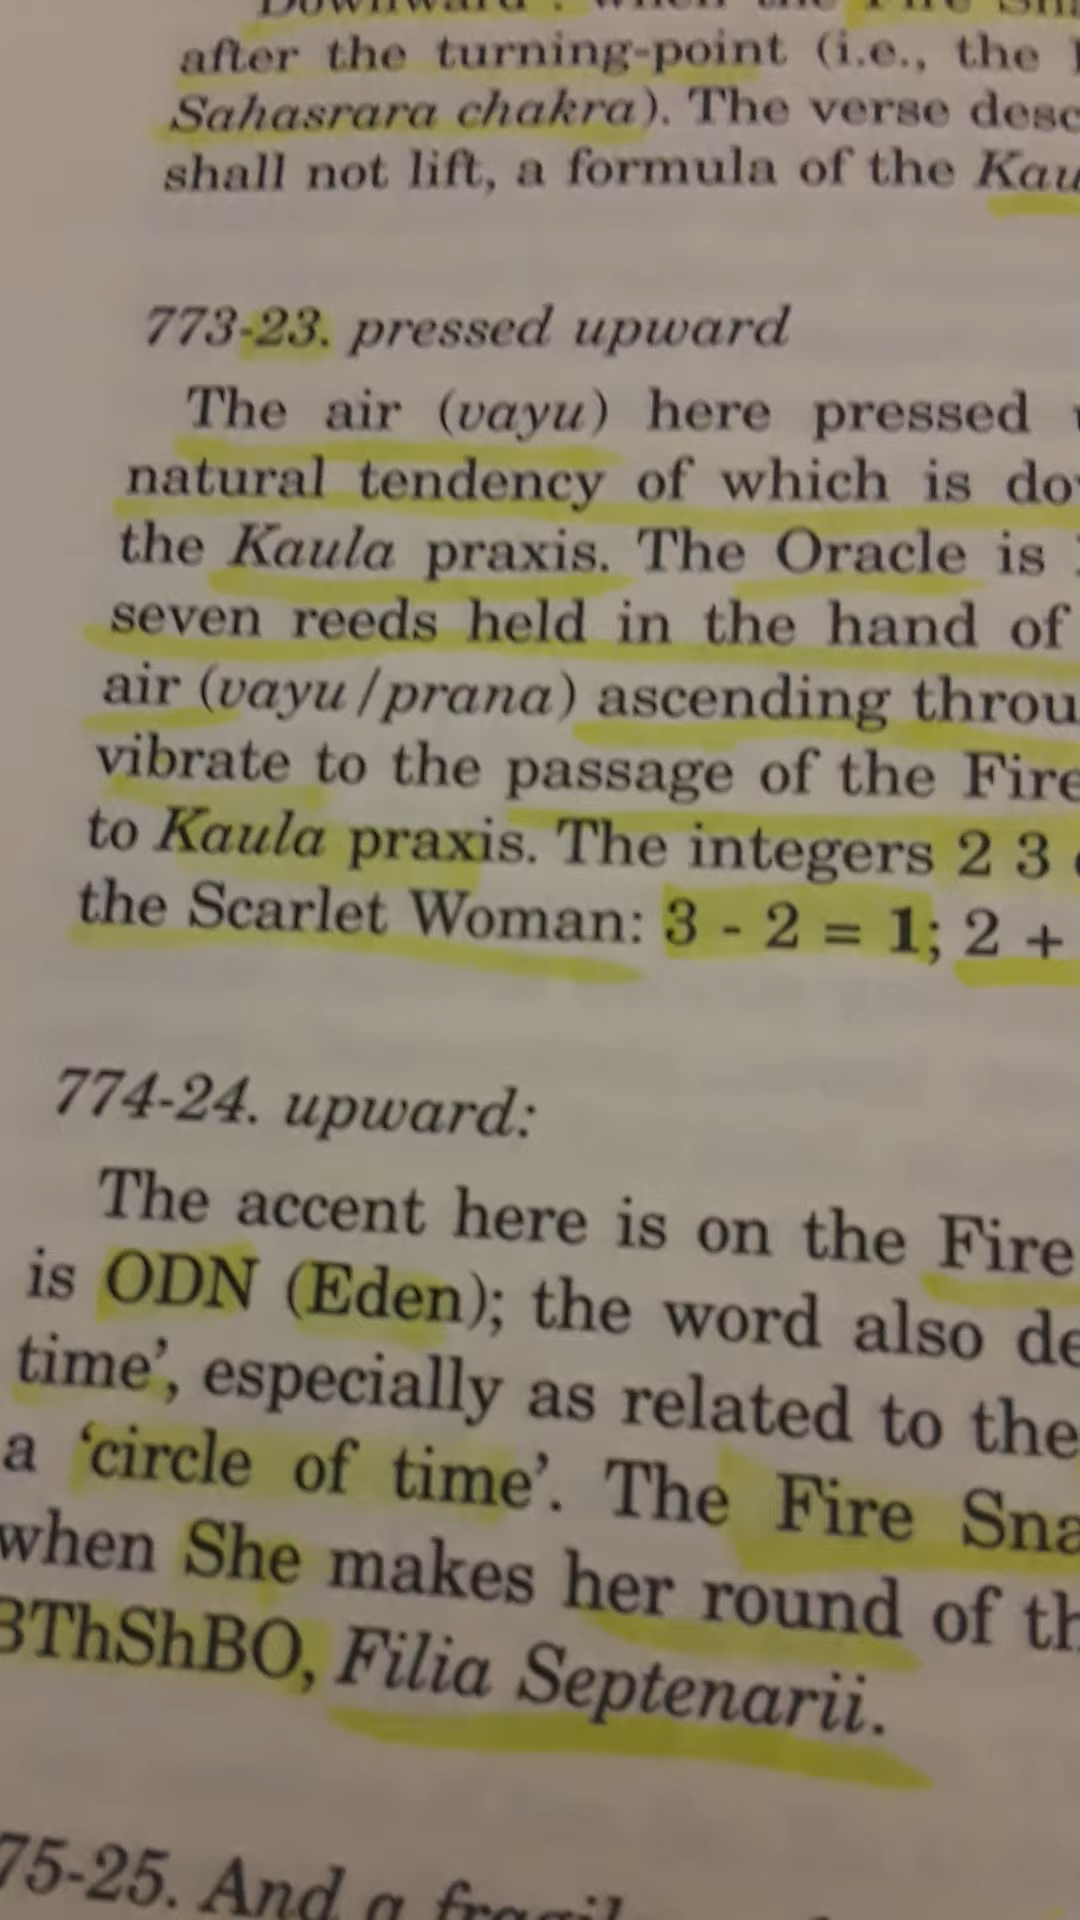 after the turning-point (i.e., the
Sahasrara chakra). The verse desc
shall not lift, a formula of the Kau
773-23. pressed upward
The air (vayu) here pressed
natural tendency of which is do
the Kaula praxis. The Oracle is
seven reeds held in the hand of
air (vayu/prana) ascending throu
vibrate to the passage of the Fire
to Kaula praxis. The integers 2 3
the Scarlet Woman: 3 - 2 = 1; 2 +
774-24. upward:
The accent here is on the Fire
is ODN (Eden); the word also de
time', especially as related to the
a 'circle of time'. The Fire Sna
when She makes her round of th
BThShBO, Filia Septenarii.
75-25. And a